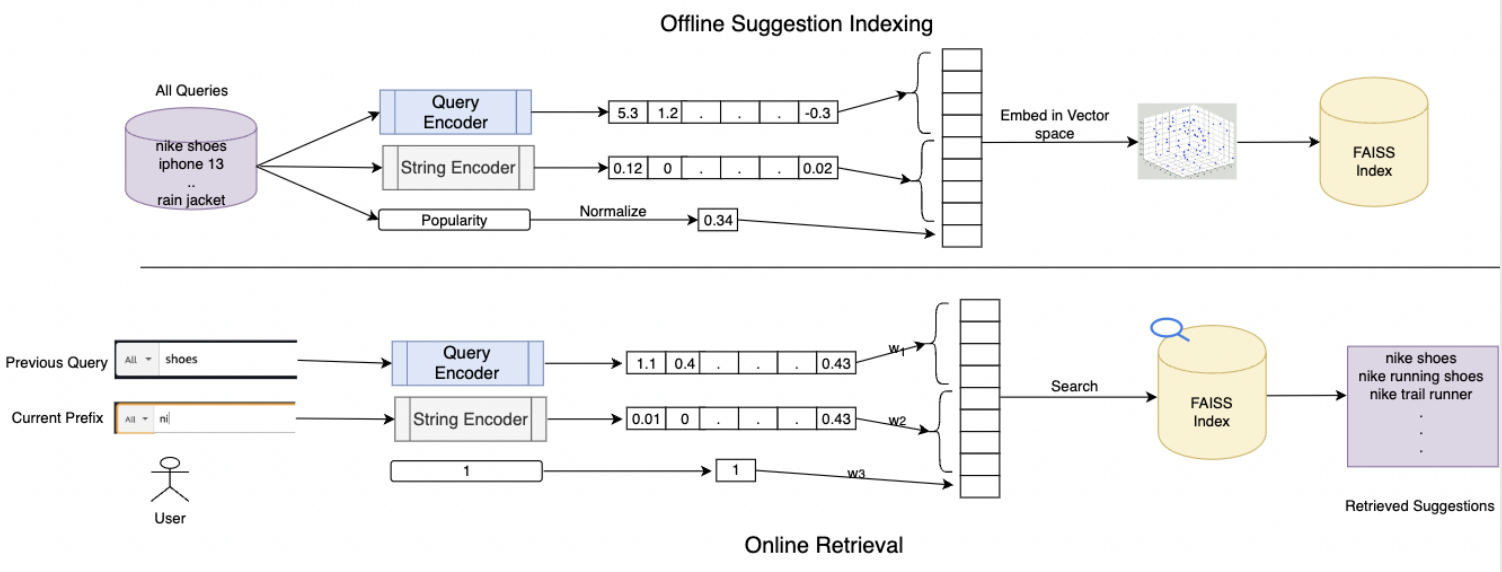 Offline Suggestion Indexing
All Queries
nike shoes
iphone 13
..
rain jacket
Query
Encoder
5.3 1.2 . . . -0.3
String Encoder
0.12 0 . . . 0.02
Popularity
Normalize
0.34
Embed in Vector
space
FAISS
Index
Previous Query
All
shoes
Query
Encoder
1.1 0.4 . . . 0.43
w1
Current Prefix
All
ni
String Encoder
0.01 0 . . . 0.43
w2
1
1
w3
User
Search
FAISS
Index
nike shoes
nike running shoes
nike trail runner
.
.
.
Retrieved Suggestions
Online Retrieval